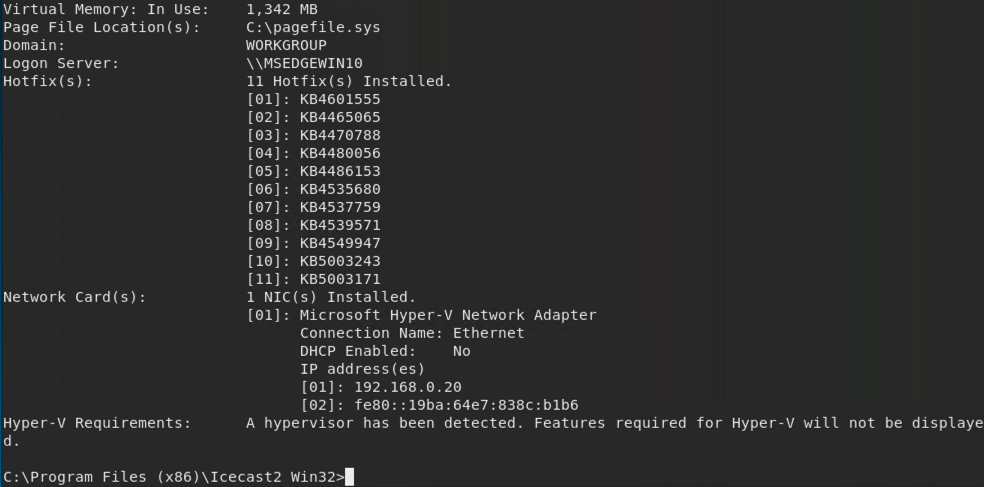 Virtual Memory: In Use:    1,342 MB
Page File Location(s):     C:\pagefile.sys
Domain:                    WORKGROUP
Logon Server:              \\MSEDGEWIN10
Hotfix(s):                 11 Hotfix(s) Installed.
                           [01]: KB4601555
                           [02]: KB4465065
                           [03]: KB4470788
                           [04]: KB4480056
                           [05]: KB4486153
                           [06]: KB4535680
                           [07]: KB4537759
                           [08]: KB4539571
                           [09]: KB4549947
                           [10]: KB5003243
                           [11]: KB5003171
Network Card(s):           1 NIC(s) Installed.
                           [01]: Microsoft Hyper-V Network Adapter
                                 Connection Name: Ethernet
                                 DHCP Enabled:    No
                                 IP address(es)
                                 [01]: 192.168.0.20
                                 [02]: fe80::19ba:64e7:838c:b1b6
Hyper-V Requirements:      A hypervisor has been detected. Features required for Hyper-V will not be displaye
d.
C:\Program Files (x86)\Icecast2 Win32>